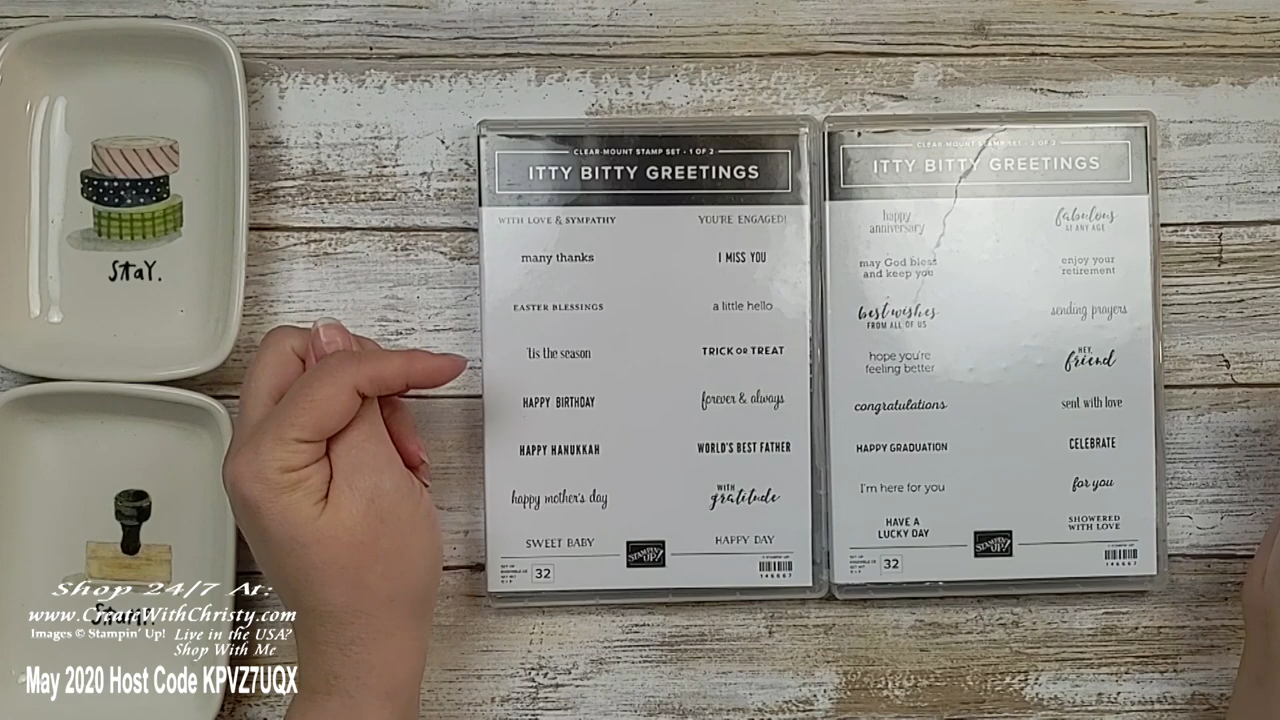 Stay.
CLEAR-MOUNT STAMP SET • 1 OF 2
ITTY BITTY GREETINGS
WITH LOVE & SYMPATHY
YOU'RE ENGAGED!
many thanks
I MISS YOU
EASTER BLESSINGS
a little hello
'tis the season
TRICK OR TREAT
HAPPY BIRTHDAY
forever & always
HAPPY HANUKKAH
WORLD'S BEST FATHER
happy mother's day
WITH
gratitude
SWEET BABY
HAPPY DAY
STAMPIN' UP!
32
146667
CLEAR-MOUNT STAMP SET • 2 OF 2
ITTY BITTY GREETINGS
happy
anniversary
fabulous
AT ANY AGE
may God bless
and keep you
enjoy your
retirement
best wishes
FROM ALL OF US
sending prayers
hope you're
feeling better
HEY,
friend
congratulations
sent with love
HAPPY GRADUATION
CELEBRATE
I'm here for you
for you
HAVE A
LUCKY DAY
SHOWERED
WITH LOVE
STAMPIN' UP!
32
146667
Shop 24/7 At:
www.CreateWithChristy.com
Images © Stampin' Up! Live in the USA?
Shop With Me
May 2020 Host Code KPVZ7UQX